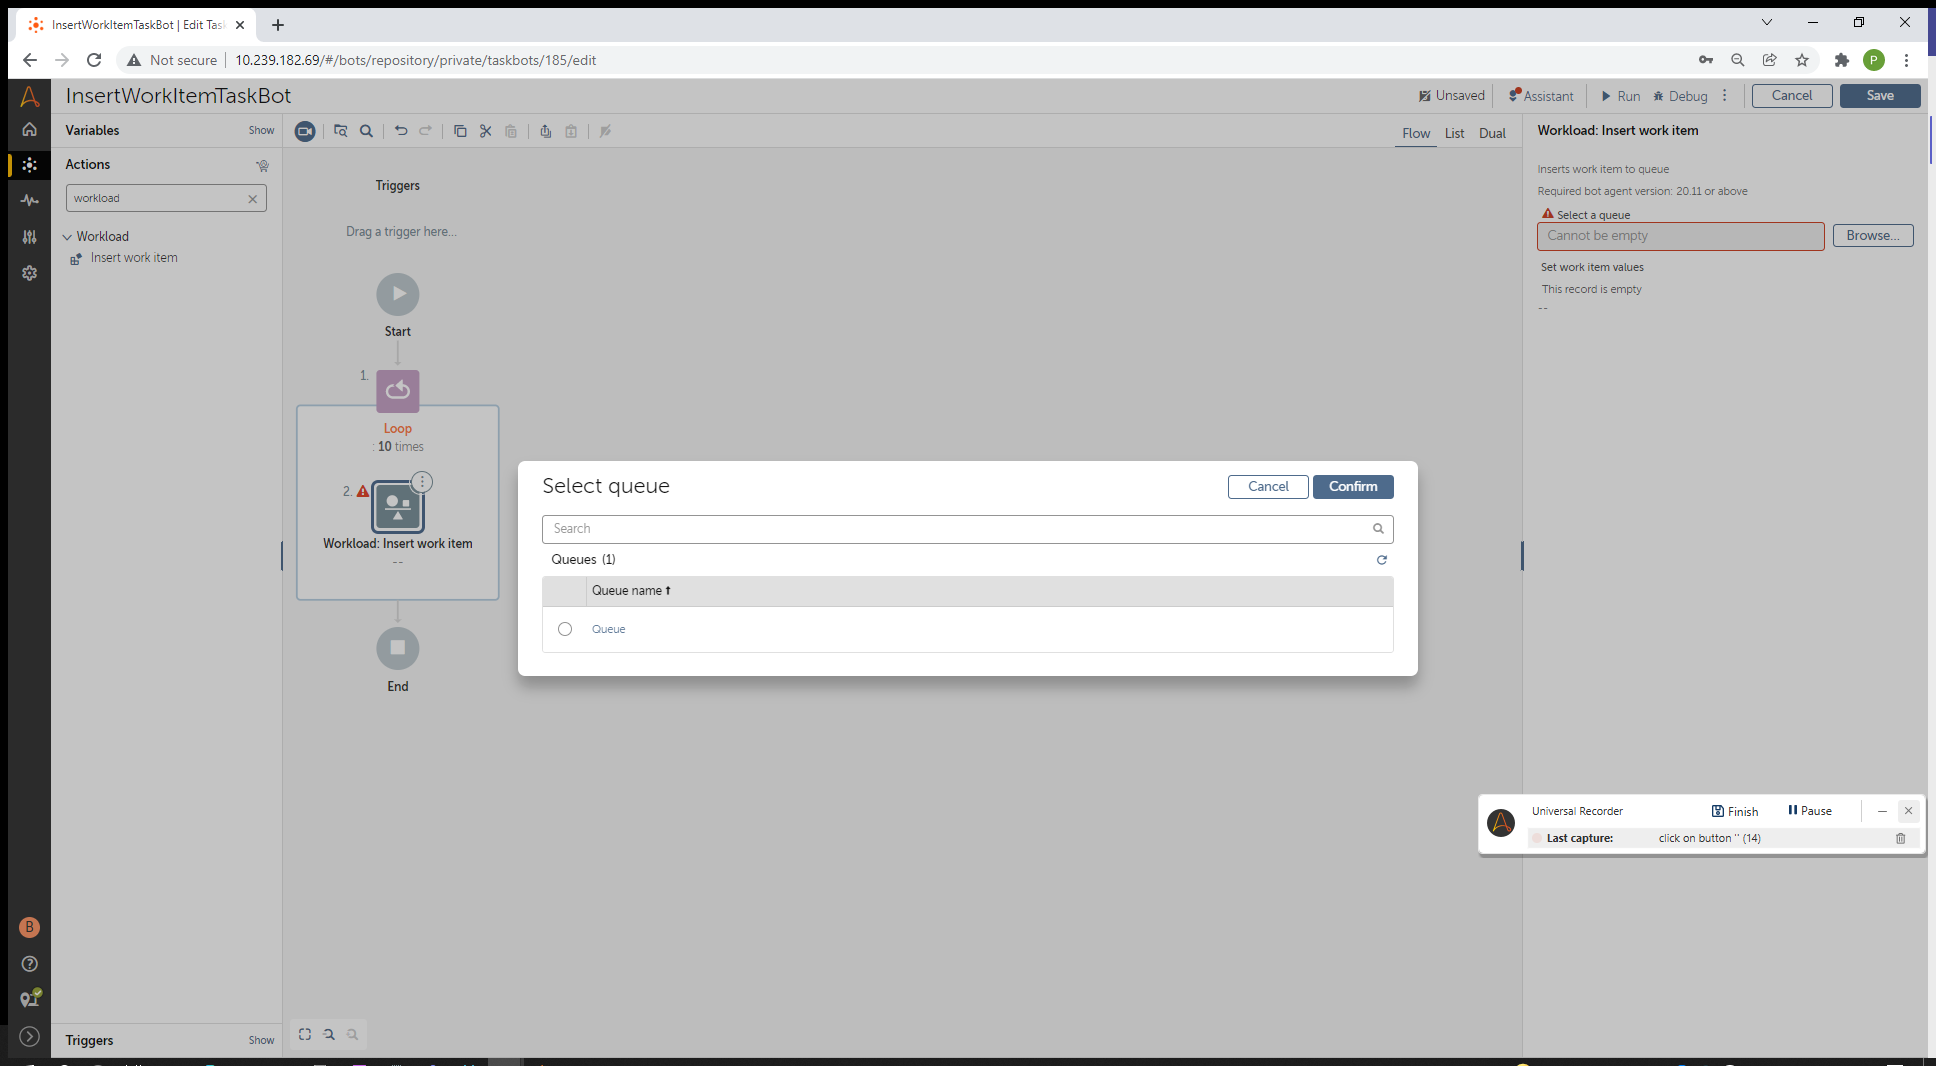 InsertWorkItemTaskBot | Edit Tas
Not secure
10.239.182.69/#/bots/repository/private/taskbots/185/edit
P
InsertWorkItemTaskBot
Unsaved
Assistant
Run
Debug
Cancel
Save
Variables
Show
Flow
List
Dual
Workload: Insert work item
Actions
workload
Workload
Insert work item
Triggers
Drag a trigger here...
Start
1.
Loop
: 10 times
2.
Workload: Insert work item
--
End
Inserts work item to queue
Required bot agent version: 20.11 or above
Select a queue
Cannot be empty
Browse...
Set work item values
This record is empty
--
Select queue
Cancel
Confirm
Search
Queues (1)
Queue name
Queue
Universal Recorder
Finish
Pause
Last capture:
click on button '' (14)
B
Triggers
Show